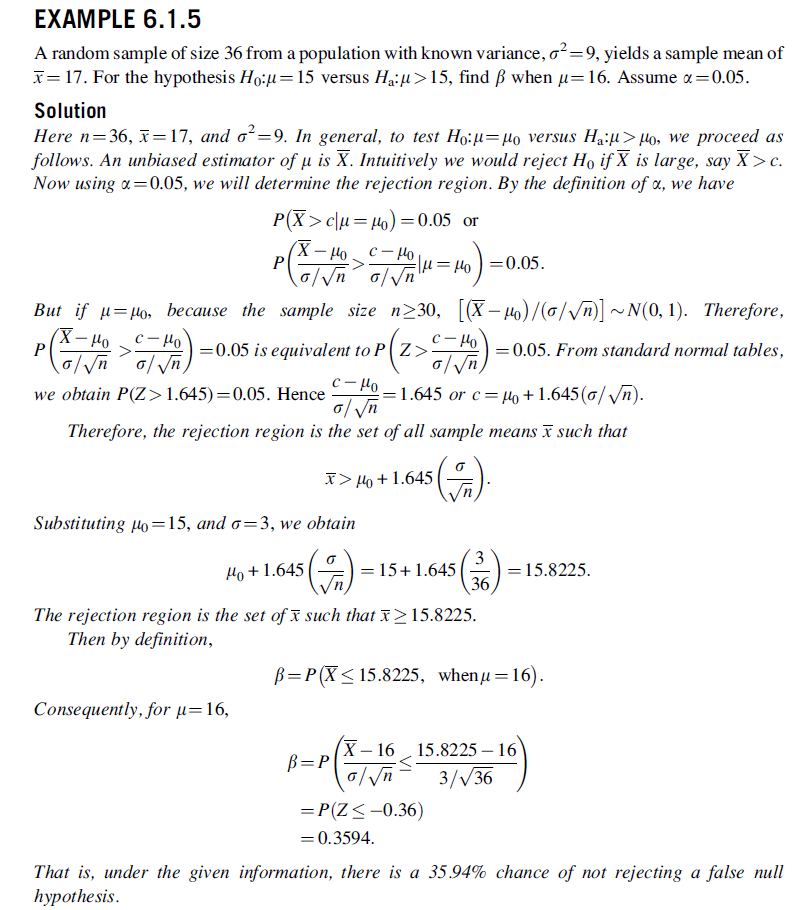 EXAMPLE 6.1.5
A random sample of size 36 from a population with known variance, σ²=9, yields a sample mean of
x̅=17. For the hypothesis H₀:μ=15 versus Hₐ:μ>15, find β when μ=16. Assume α=0.05.
Solution
Here n=36, x̅=17, and σ²=9. In general, to test H₀:μ=μ₀ versus Hₐ:μ>μ₀, we proceed as
follows. An unbiased estimator of μ is X̅. Intuitively we would reject H₀ if X̅ is large, say X̅>c.
Now using α=0.05, we will determine the rejection region. By the definition of α, we have
P(X̅>c|μ=μ₀)=0.05 or
P((X̅−μ₀)/(σ/√n) > (c−μ₀)/(σ/√n) |μ=μ₀)=0.05.
But if μ=μ₀, because the sample size n≥30, [(X̅−μ₀)/(σ/√n)]~N(0, 1). Therefore,
P((X̅−μ₀)/(σ/√n) > (c−μ₀)/(σ/√n))=0.05 is equivalent to P(Z> (c−μ₀)/(σ/√n))=0.05. From standard normal tables,
we obtain P(Z>1.645)=0.05. Hence (c−μ₀)/(σ/√n)=1.645 or c=μ₀+1.645(σ/√n).
Therefore, the rejection region is the set of all sample means x̅ such that
x̅>μ₀+1.645(σ/√n).
Substituting μ₀=15, and σ=3, we obtain
μ₀+1.645(σ/√n)=15+1.645(3/36)=15.8225.
The rejection region is the set of x̅ such that x̅≥15.8225.
Then by definition,
β=P(X̅≤15.8225, whenμ=16).
Consequently, for μ=16,
β=P((X̅−16)/(σ/√n) ≤ (15.8225−16)/(3/√36))
=P(Z≤−0.36)
=0.3594.
That is, under the given information, there is a 35.94% chance of not rejecting a false null
hypothesis.